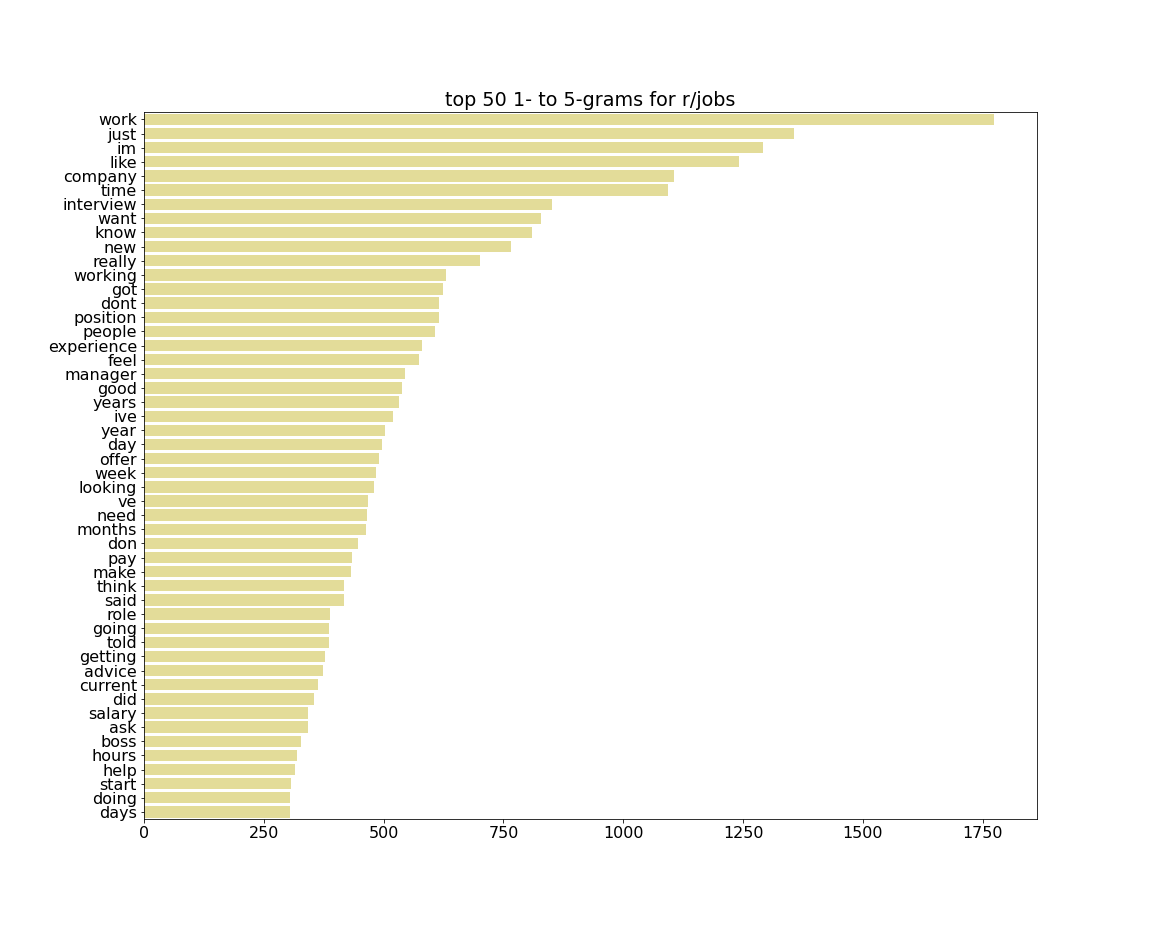 top 50 1- to 5-grams for r/jobs
work
just
im
like
company
time
interview
want
know
new
really
working
got
dont
position
people
experience
feel
manager
good
years
ive
year
day
offer
week
looking
ve
need
months
don
pay
make
think
said
role
going
told
getting
advice
current
did
salary
ask
boss
hours
help
start
doing
days
0 250 500 750 1000 1250 1500 1750